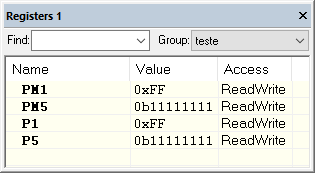 Registers 1
Find: Group: teste
Name Value Access
PM1 0xFF ReadWrite
PM5 0b11111111 ReadWrite
P1 0xFF ReadWrite
P5 0b11111111 ReadWrite